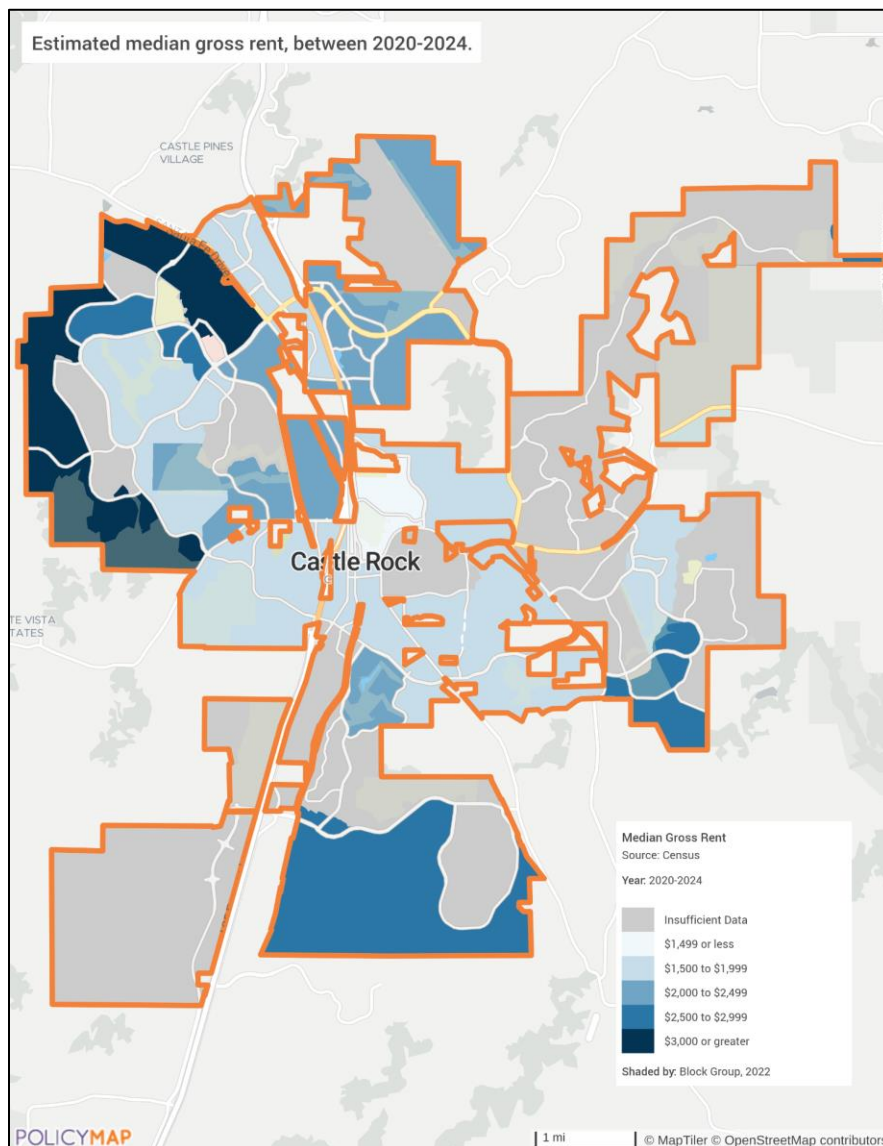 Estimated median gross rent, between 2020-2024.
CASTLE PINES
VILLAGE
Castle Rock
TE VISTA
TATES
Median Gross Rent
Source: Census
Year: 2020-2024
Insufficient Data
$1,499 or less
$1,500 to $1,999
$2,000 to $2,499
$2,500 to $2,999
$3,000 or greater
Shaded by: Block Group, 2022
POLICYMAP
1 mi
© MapTiler © OpenStreetMap contributors